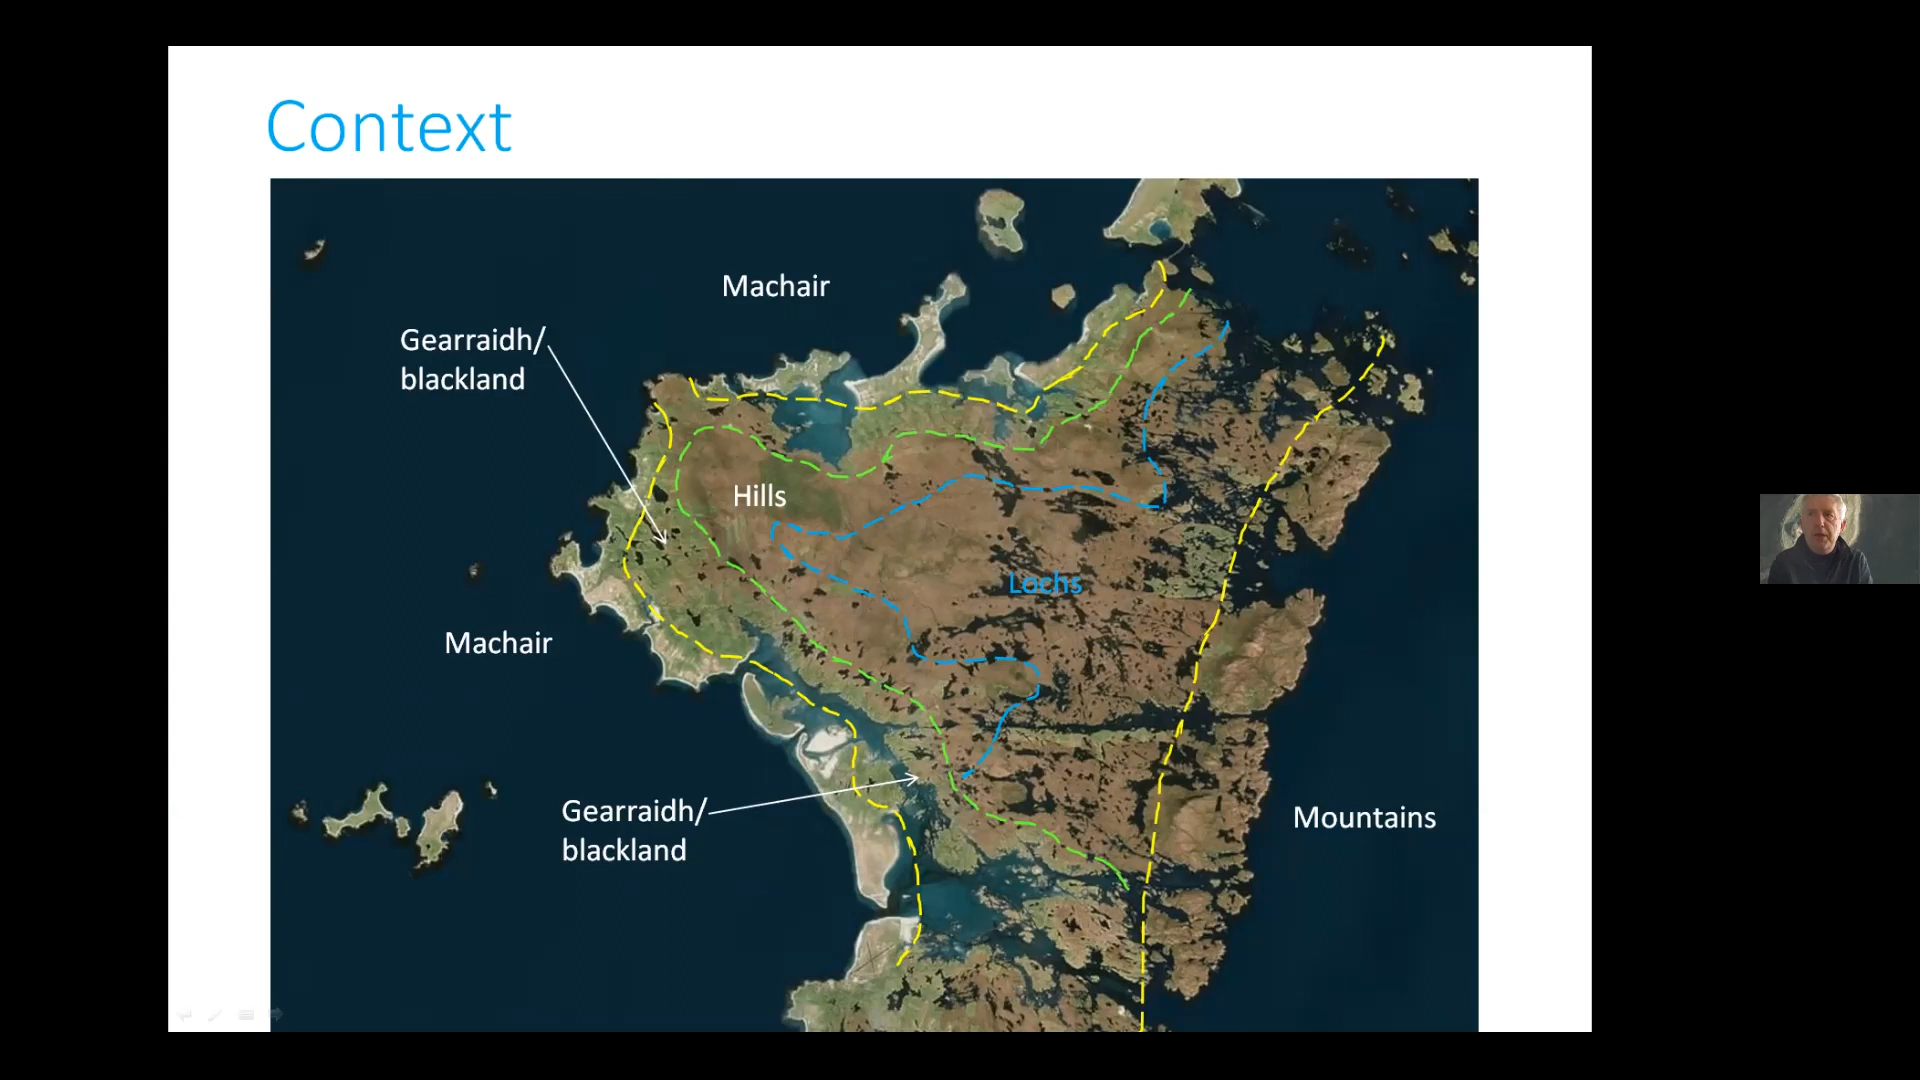 Context
Machair
Gearraidh/
blackland
Hills
Lochs
Machair
Gearraidh/
blackland
Mountains